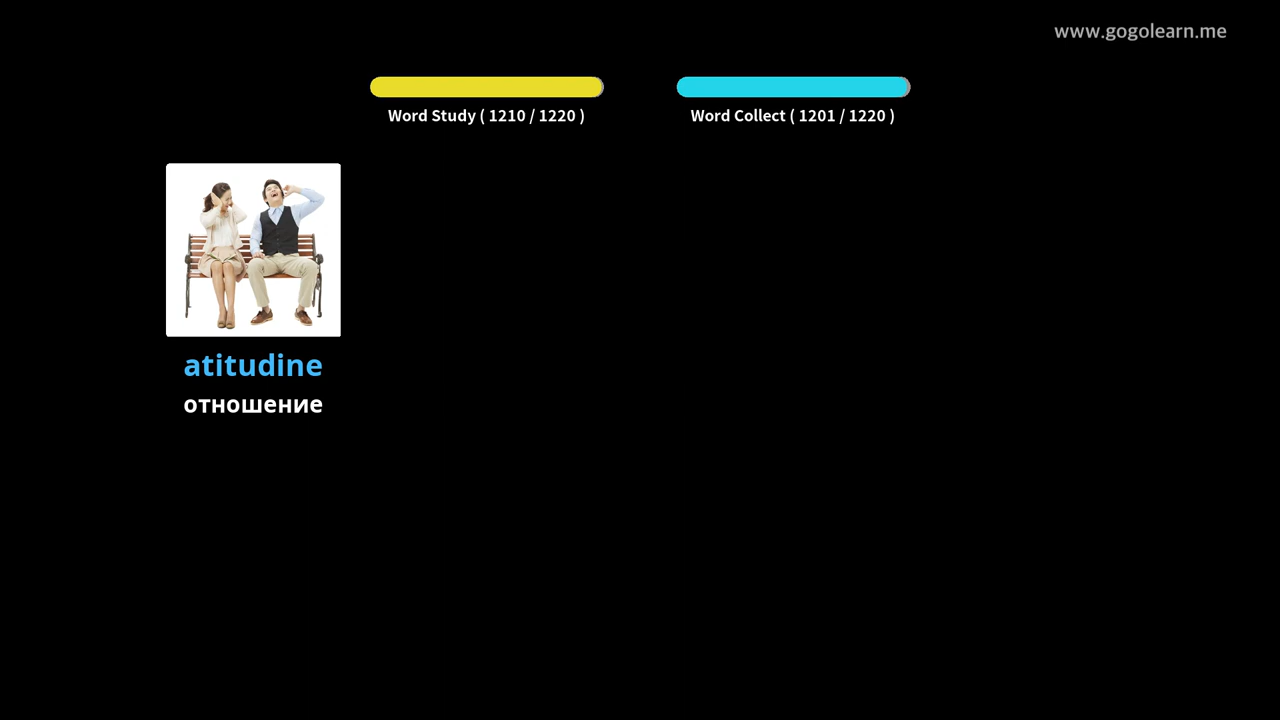 www.gogolearn.me
Word Study ( 1210 / 1220 )
Word Collect ( 1201 / 1220 )
atitudine
отношение